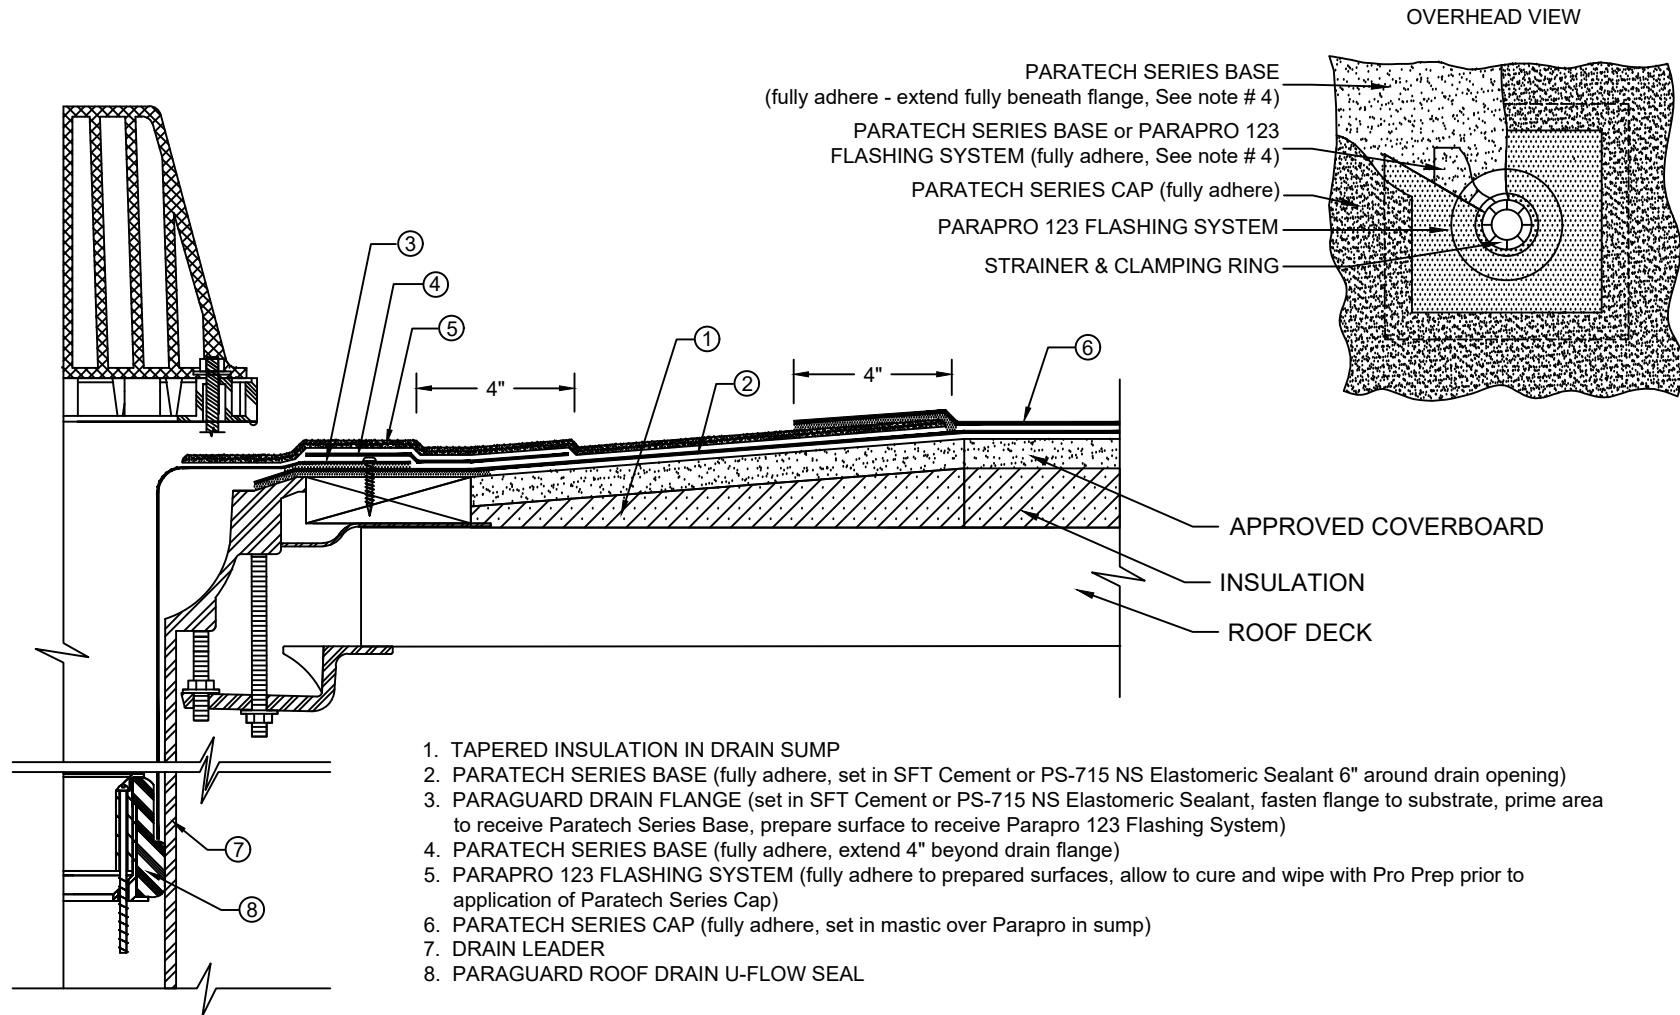 OVERHEAD VIEW
PARATECH SERIES BASE
(fully adhere - extend fully beneath flange, See note # 4)
PARATECH SERIES BASE or PARAPRO 123
FLASHING SYSTEM (fully adhere, See note # 4)
PARATECH SERIES CAP (fully adhere)
PARAPRO 123 FLASHING SYSTEM
STRAINER & CLAMPING RING
3
4
5
1
6
4"
2
4"
APPROVED COVERBOARD
INSULATION
ROOF DECK
7
8
1. TAPERED INSULATION IN DRAIN SUMP
2. PARATECH SERIES BASE (fully adhere, set in SFT Cement or PS-715 NS Elastomeric Sealant 6" around drain opening)
3. PARAGUARD DRAIN FLANGE (set in SFT Cement or PS-715 NS Elastomeric Sealant, fasten flange to substrate, prime area
to receive Paratech Series Base, prepare surface to receive Parapro 123 Flashing System)
4. PARATECH SERIES BASE (fully adhere, extend 4" beyond drain flange)
5. PARAPRO 123 FLASHING SYSTEM (fully adhere to prepared surfaces, allow to cure and wipe with Pro Prep prior to
application of Paratech Series Cap)
6. PARATECH SERIES CAP (fully adhere, set in mastic over Parapro in sump)
7. DRAIN LEADER
8. PARAGUARD ROOF DRAIN U-FLOW SEAL